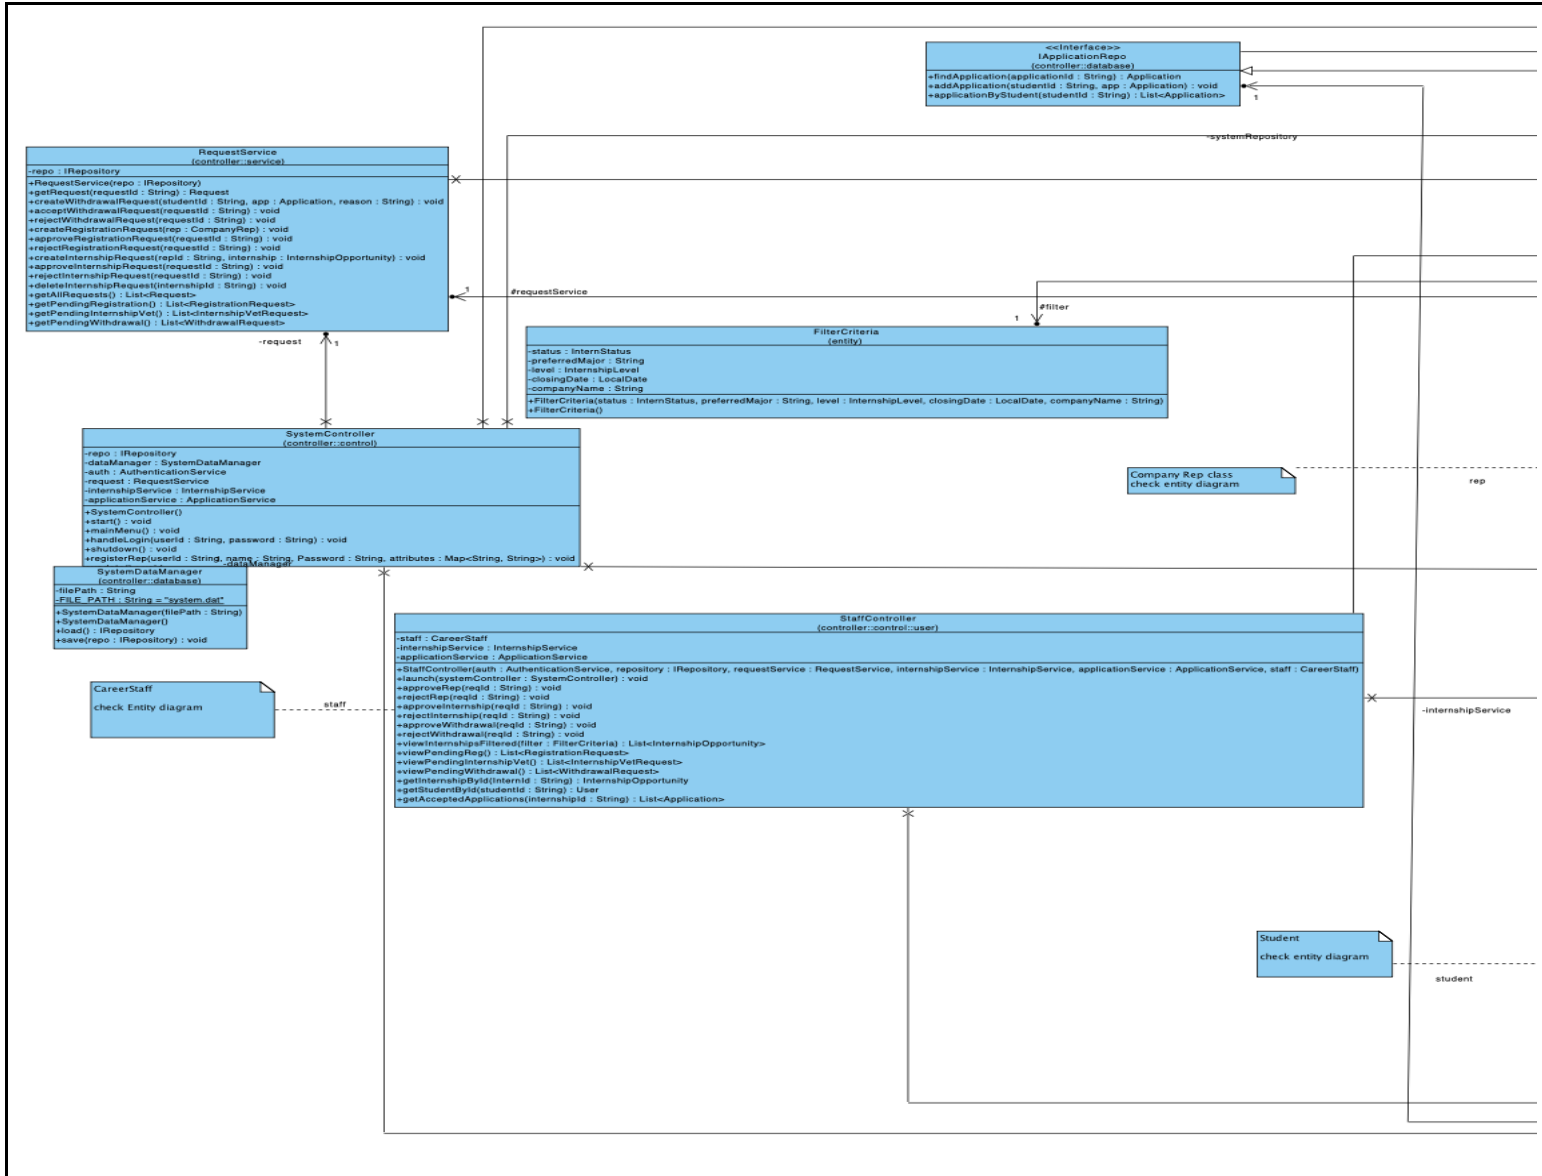 <<Interface>>
IApplicationRepo
(controller::database)
+findApplication(applicationId : String) : Application
+addApplication(studentId : String, app : Application) : void
+applicationByStudent(studentId : String) : List<Application>
1
-systemRepository
RequestService
(controller::service)
-repo : IRepository
+RequestService(repo : IRepository)
+getRequest(requestId : String) : Request
+createWithdrawalRequest(studentId : String, app : Application, reason : String) : void
+acceptWithdrawalRequest(requestId : String) : void
+rejectWithdrawalRequest(requestId : String) : void
+createRegistrationRequest(rep : CompanyRep) : void
+approveRegistrationRequest(requestId : String) : void
+rejectRegistrationRequest(requestId : String) : void
+createInternshipRequest(repId : String, internship : InternshipOpportunity) : void
+approveInternshipRequest(requestId : String) : void
+rejectInternshipRequest(requestId : String) : void
+deleteInternshipRequest(internshipId : String) : void
+getAllRequests() : List<Request>
+getPendingRegistration() : List<RegistrationRequest>
+getPendingInternshipVet() : List<InternshipVetRequest>
+getPendingWithdrawal() : List<WithdrawalRequest>
1
#requestService
#filter
1
-request
1
FilterCriteria
(entity)
-status : InternStatus
-preferredMajor : String
-level : InternshipLevel
-closingDate : LocalDate
-companyName : String
+FilterCriteria(status : InternStatus, preferredMajor : String, level : InternshipLevel, closingDate : LocalDate, companyName : String)
+FilterCriteria()
SystemController
(controller::control)
-repo : IRepository
-dataManager : SystemDataManager
-auth : AuthenticationService
-request : RequestService
-internshipService : InternshipService
-applicationService : ApplicationService
+SystemController()
+start() : void
+mainMenu() : void
+handleLogin(userId : String, password : String) : void
+shutdown() : void
+registerRep(userId : String, name : String, Password : String, attributes : Map<String, String>) : void
-dataManager
Company Rep class
check entity diagram
rep
SystemDataManager
(controller::database)
-filePath : String
-FILE_PATH : String = "system.dat"
+SystemDataManager(filePath : String)
+SystemDataManager()
+load() : IRepository
+save(repo : IRepository) : void
StaffController
(controller::control::user)
-staff : CareerStaff
-internshipService : InternshipService
-applicationService : ApplicationService
+StaffController(auth : AuthenticationService, repository : IRepository, requestService : RequestService, internshipService : InternshipService, applicationService : ApplicationService, staff : CareerStaff)
+launch(systemController : SystemController) : void
+approveRep(reqId : String) : void
+rejectRep(reqId : String) : void
+approveInternship(reqId : String) : void
+rejectInternship(reqId : String) : void
+approveWithdrawal(reqId : String) : void
+rejectWithdrawal(reqId : String) : void
+viewInternshipsFiltered(filter : FilterCriteria) : List<InternshipOpportunity>
+viewPendingReg() : List<RegistrationRequest>
+viewPendingInternshipVet() : List<InternshipVetRequest>
+viewPendingWithdrawal() : List<WithdrawalRequest>
+getInternshipById(InternId : String) : InternshipOpportunity
+getStudentById(studentId : String) : User
+getAcceptedApplications(internshipId : String) : List<Application>
CareerStaff
check Entity diagram
staff
-internshipService
Student
check entity diagram
student